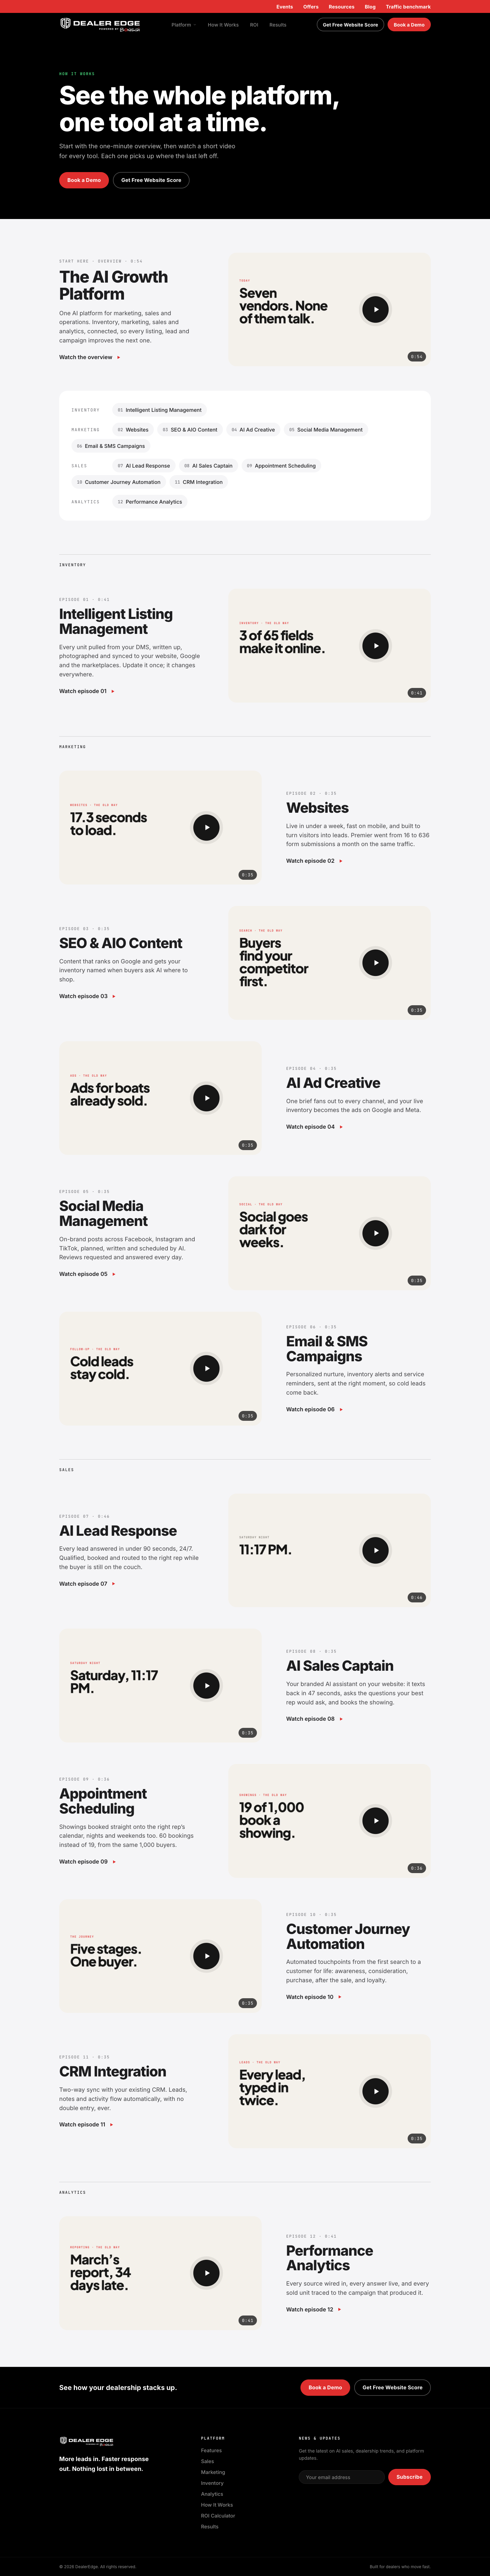 Events Offers Resources Blog Traffic benchmark
DEALER EDGE
POWERED BY
Platform How It Works ROI Results Get Free Website Score Book a Demo
HOW IT WORKS
See the whole platform,
one tool at a time.
Start with the one-minute overview, then watch a short video
for every tool. Each one picks up where the last left off.
Book a Demo Get Free Website Score
START HERE · OVERVIEW · 0:54
The AI Growth
Platform
One AI platform for marketing, sales and
operations. Inventory, marketing, sales and
analytics, connected, so every listing, lead and
campaign improves the next one.
Watch the overview
TODAY
Seven
vendors. None
of them talk.
0:54
INVENTORY 01 Intelligent Listing Management
MARKETING 02 Websites 03 SEO & AIO Content 04 AI Ad Creative 05 Social Media Management
06 Email & SMS Campaigns
SALES 07 AI Lead Response 08 AI Sales Captain 09 Appointment Scheduling
10 Customer Journey Automation 11 CRM Integration
ANALYTICS 12 Performance Analytics
INVENTORY
EPISODE 01 · 0:41
Intelligent Listing
Management
Every unit pulled from your DMS, written up,
photographed and synced to your website, Google
and the marketplaces. Update it once; it changes
everywhere.
Watch episode 01
INVENTORY · THE OLD WAY
3 of 65 fields
make it online.
0:41
MARKETING
WEBSITES · THE OLD WAY
17.3 seconds
to load.
0:35
EPISODE 02 · 0:35
Websites
Live in under a week, fast on mobile, and built to
turn visitors into leads. Premier went from 16 to 636
form submissions a month on the same traffic.
Watch episode 02
EPISODE 03 · 0:35
SEO & AIO Content
Content that ranks on Google and gets your
inventory named when buyers ask AI where to
shop.
Watch episode 03
SEARCH · THE OLD WAY
Buyers
find your
competitor
first.
0:35
ADS · THE OLD WAY
Ads for boats
already sold.
0:35
EPISODE 04 · 0:35
AI Ad Creative
One brief fans out to every channel, and your live
inventory becomes the ads on Google and Meta.
Watch episode 04
EPISODE 05 · 0:35
Social Media
Management
On-brand posts across Facebook, Instagram and
TikTok, planned, written and scheduled by AI.
Reviews requested and answered every day.
Watch episode 05
SOCIAL · THE OLD WAY
Social goes
dark for
weeks.
0:35
FOLLOW-UP · THE OLD WAY
Cold leads
stay cold.
0:35
EPISODE 06 · 0:35
Email & SMS
Campaigns
Personalized nurture, inventory alerts and service
reminders, sent at the right moment, so cold leads
come back.
Watch episode 06
SALES
EPISODE 07 · 0:46
AI Lead Response
Every lead answered in under 90 seconds, 24/7.
Qualified, booked and routed to the right rep while
the buyer is still on the couch.
Watch episode 07
SATURDAY NIGHT
11:17 PM.
0:46
SATURDAY NIGHT
Saturday, 11:17
PM.
0:35
EPISODE 08 · 0:35
AI Sales Captain
Your branded AI assistant on your website: it texts
back in 47 seconds, asks the questions your best
rep would ask, and books the showing.
Watch episode 08
EPISODE 09 · 0:36
Appointment
Scheduling
Showings booked straight onto the right rep's
calendar, nights and weekends too. 60 bookings
instead of 19, from the same 1,000 buyers.
Watch episode 09
SHOWINGS · THE OLD WAY
19 of 1,000
book a
showing.
0:36
THE JOURNEY
Five stages.
One buyer.
0:35
EPISODE 10 · 0:35
Customer Journey
Automation
Automated touchpoints from the first search to a
customer for life: awareness, consideration,
purchase, after the sale, and loyalty.
Watch episode 10
EPISODE 11 · 0:35
CRM Integration
Two-way sync with your existing CRM. Leads,
notes and activity flow automatically, with no
double entry, ever.
Watch episode 11
LEADS · THE OLD WAY
Every lead,
typed in
twice.
0:35
ANALYTICS
REPORTING · THE OLD WAY
March's
report, 34
days late.
0:41
EPISODE 12 · 0:41
Performance
Analytics
Every source wired in, every answer live, and every
sold unit traced to the campaign that produced it.
Watch episode 12
See how your dealership stacks up. Book a Demo Get Free Website Score
DEALER EDGE
More leads in. Faster response
out. Nothing lost in between.
PLATFORM
Features
Sales
Marketing
Inventory
Analytics
How It Works
ROI Calculator
Results
NEWS & UPDATES
Get the latest on AI sales, dealership trends, and platform
updates.
Your email address Subscribe
© 2026 DealerEdge. All rights reserved. Built for dealers who move fast.